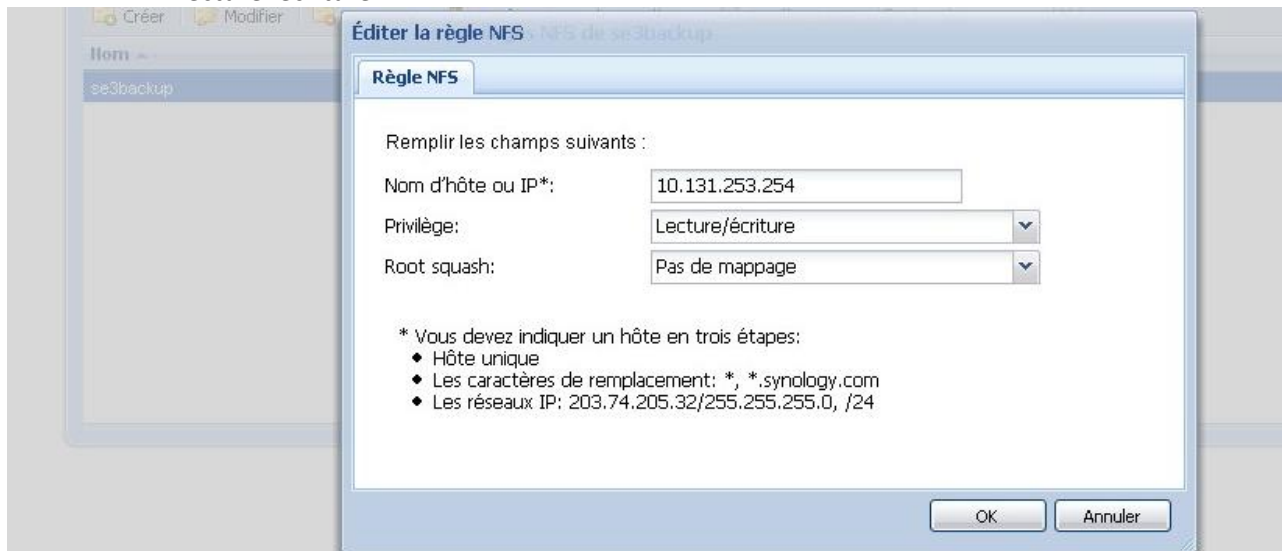 Créer Modifier
Éditer la règle NFS
Nom
se3backup
Règle NFS
Remplir les champs suivants :
Nom d'hôte ou IP*: 10.131.253.254
Privilège: Lecture/écriture
Root squash: Pas de mappage
* Vous devez indiquer un hôte en trois étapes:
• Hôte unique
• Les caractères de remplacement: *, *.synology.com
• Les réseaux IP: 203.74.205.32/255.255.255.0, /24
OK Annuler